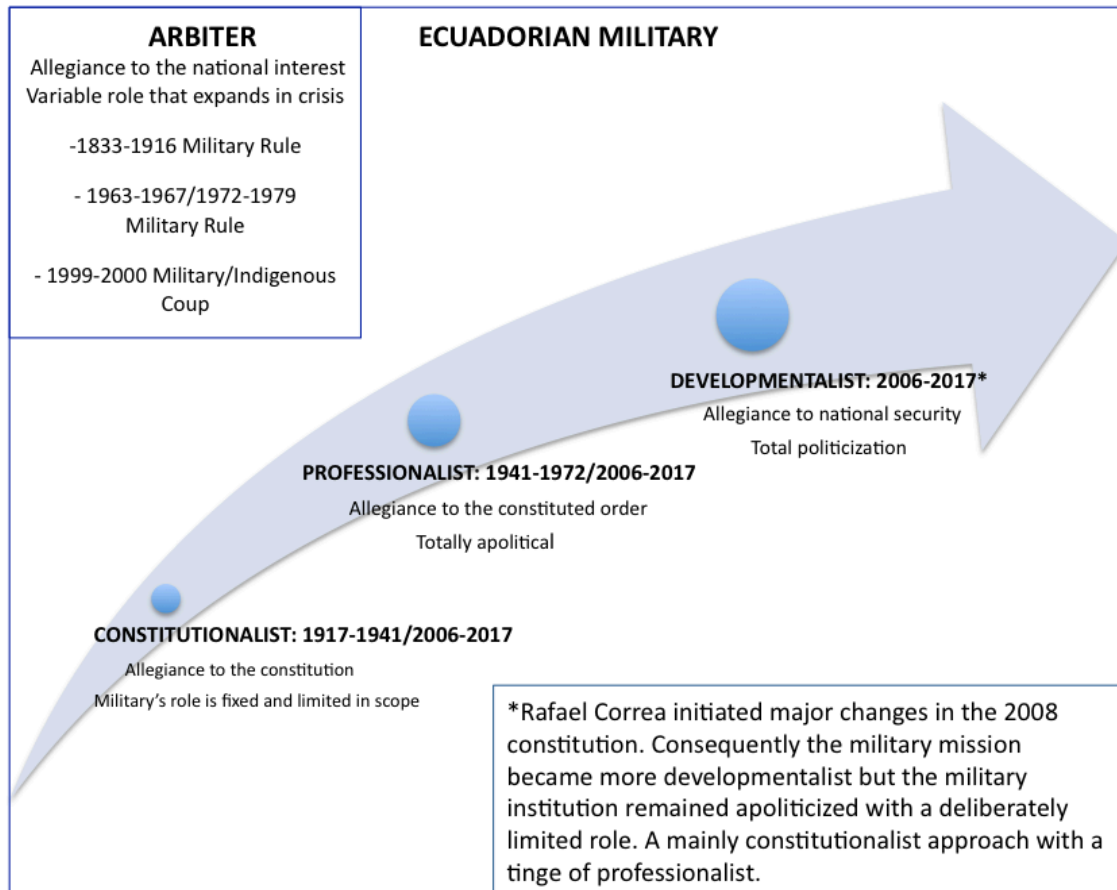 ARBITER
Allegiance to the national interest
Variable role that expands in crisis
-1833-1916 Military Rule
- 1963-1967/1972-1979
Military Rule
- 1999-2000 Military/Indigenous
Coup
ECUADORIAN MILITARY
DEVELOPMENTALIST: 2006-2017*
Allegiance to national security
Total politicization
PROFESSIONALIST: 1941-1972/2006-2017
Allegiance to the constituted order
Totally apolitical
CONSTITUTIONALIST: 1917-1941/2006-2017
Allegiance to the constitution
Military’s role is fixed and limited in scope
*Rafael Correa initiated major changes in the 2008
constitution. Consequently the military mission
became more developmentalist but the military
institution remained apoliticized with a deliberately
limited role. A mainly constitutionalist approach with a
tinge of professionalist.